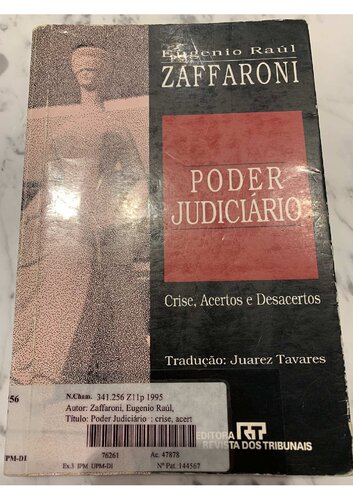 Eugenio Raúl
ZAFFARONI
PODER
JUDICIÁRIO
Crise, Acertos e Desacertos
Tradução: Juarez Tavares
56
N.Cham. 341.256 Z11p 1995
Autor: Zaffaroni, Eugenio Raúl,
Título: Poder Judiciário : crise, acert
76261 Ac. 47878
PM-DI
Ex.3 IPM UPM-DI Nº Pat. 144567
EDITORA RT
REVISTA DOS TRIBUNAIS